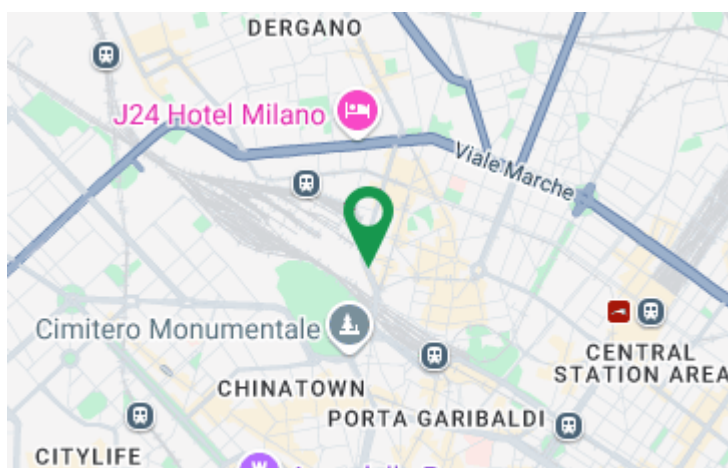 DERGANO
J24 Hotel Milano
Viale Marche
Cimitero Monumentale
CENTRAL
STATION AREA
CHINATOWN
PORTA GARIBALDI
CITYLIFE